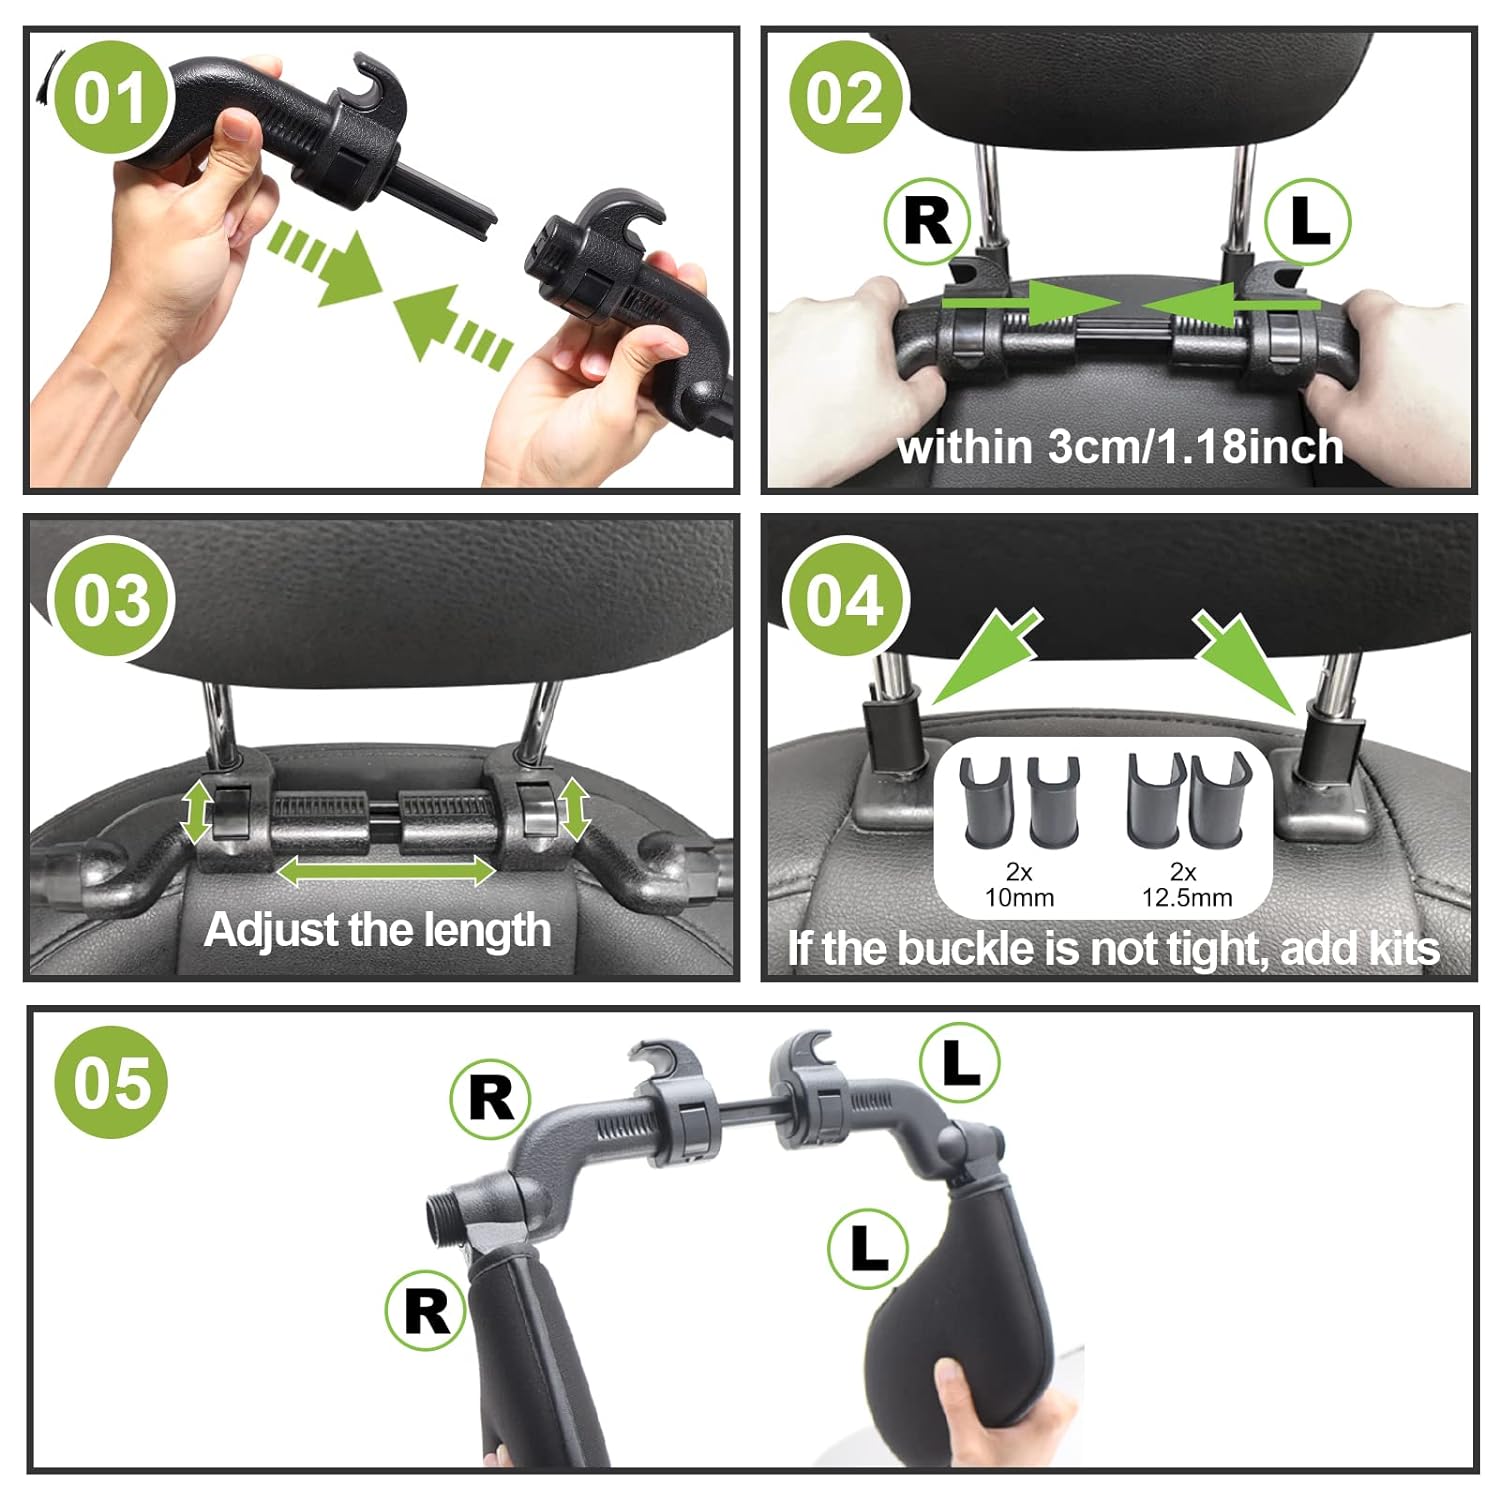 01
02
R
L
within 3cm/1.18inch
03
Adjust the length
04
2x
10mm
2x
12.5mm
If the buckle is not tight, add kits
05
R
L
L
R